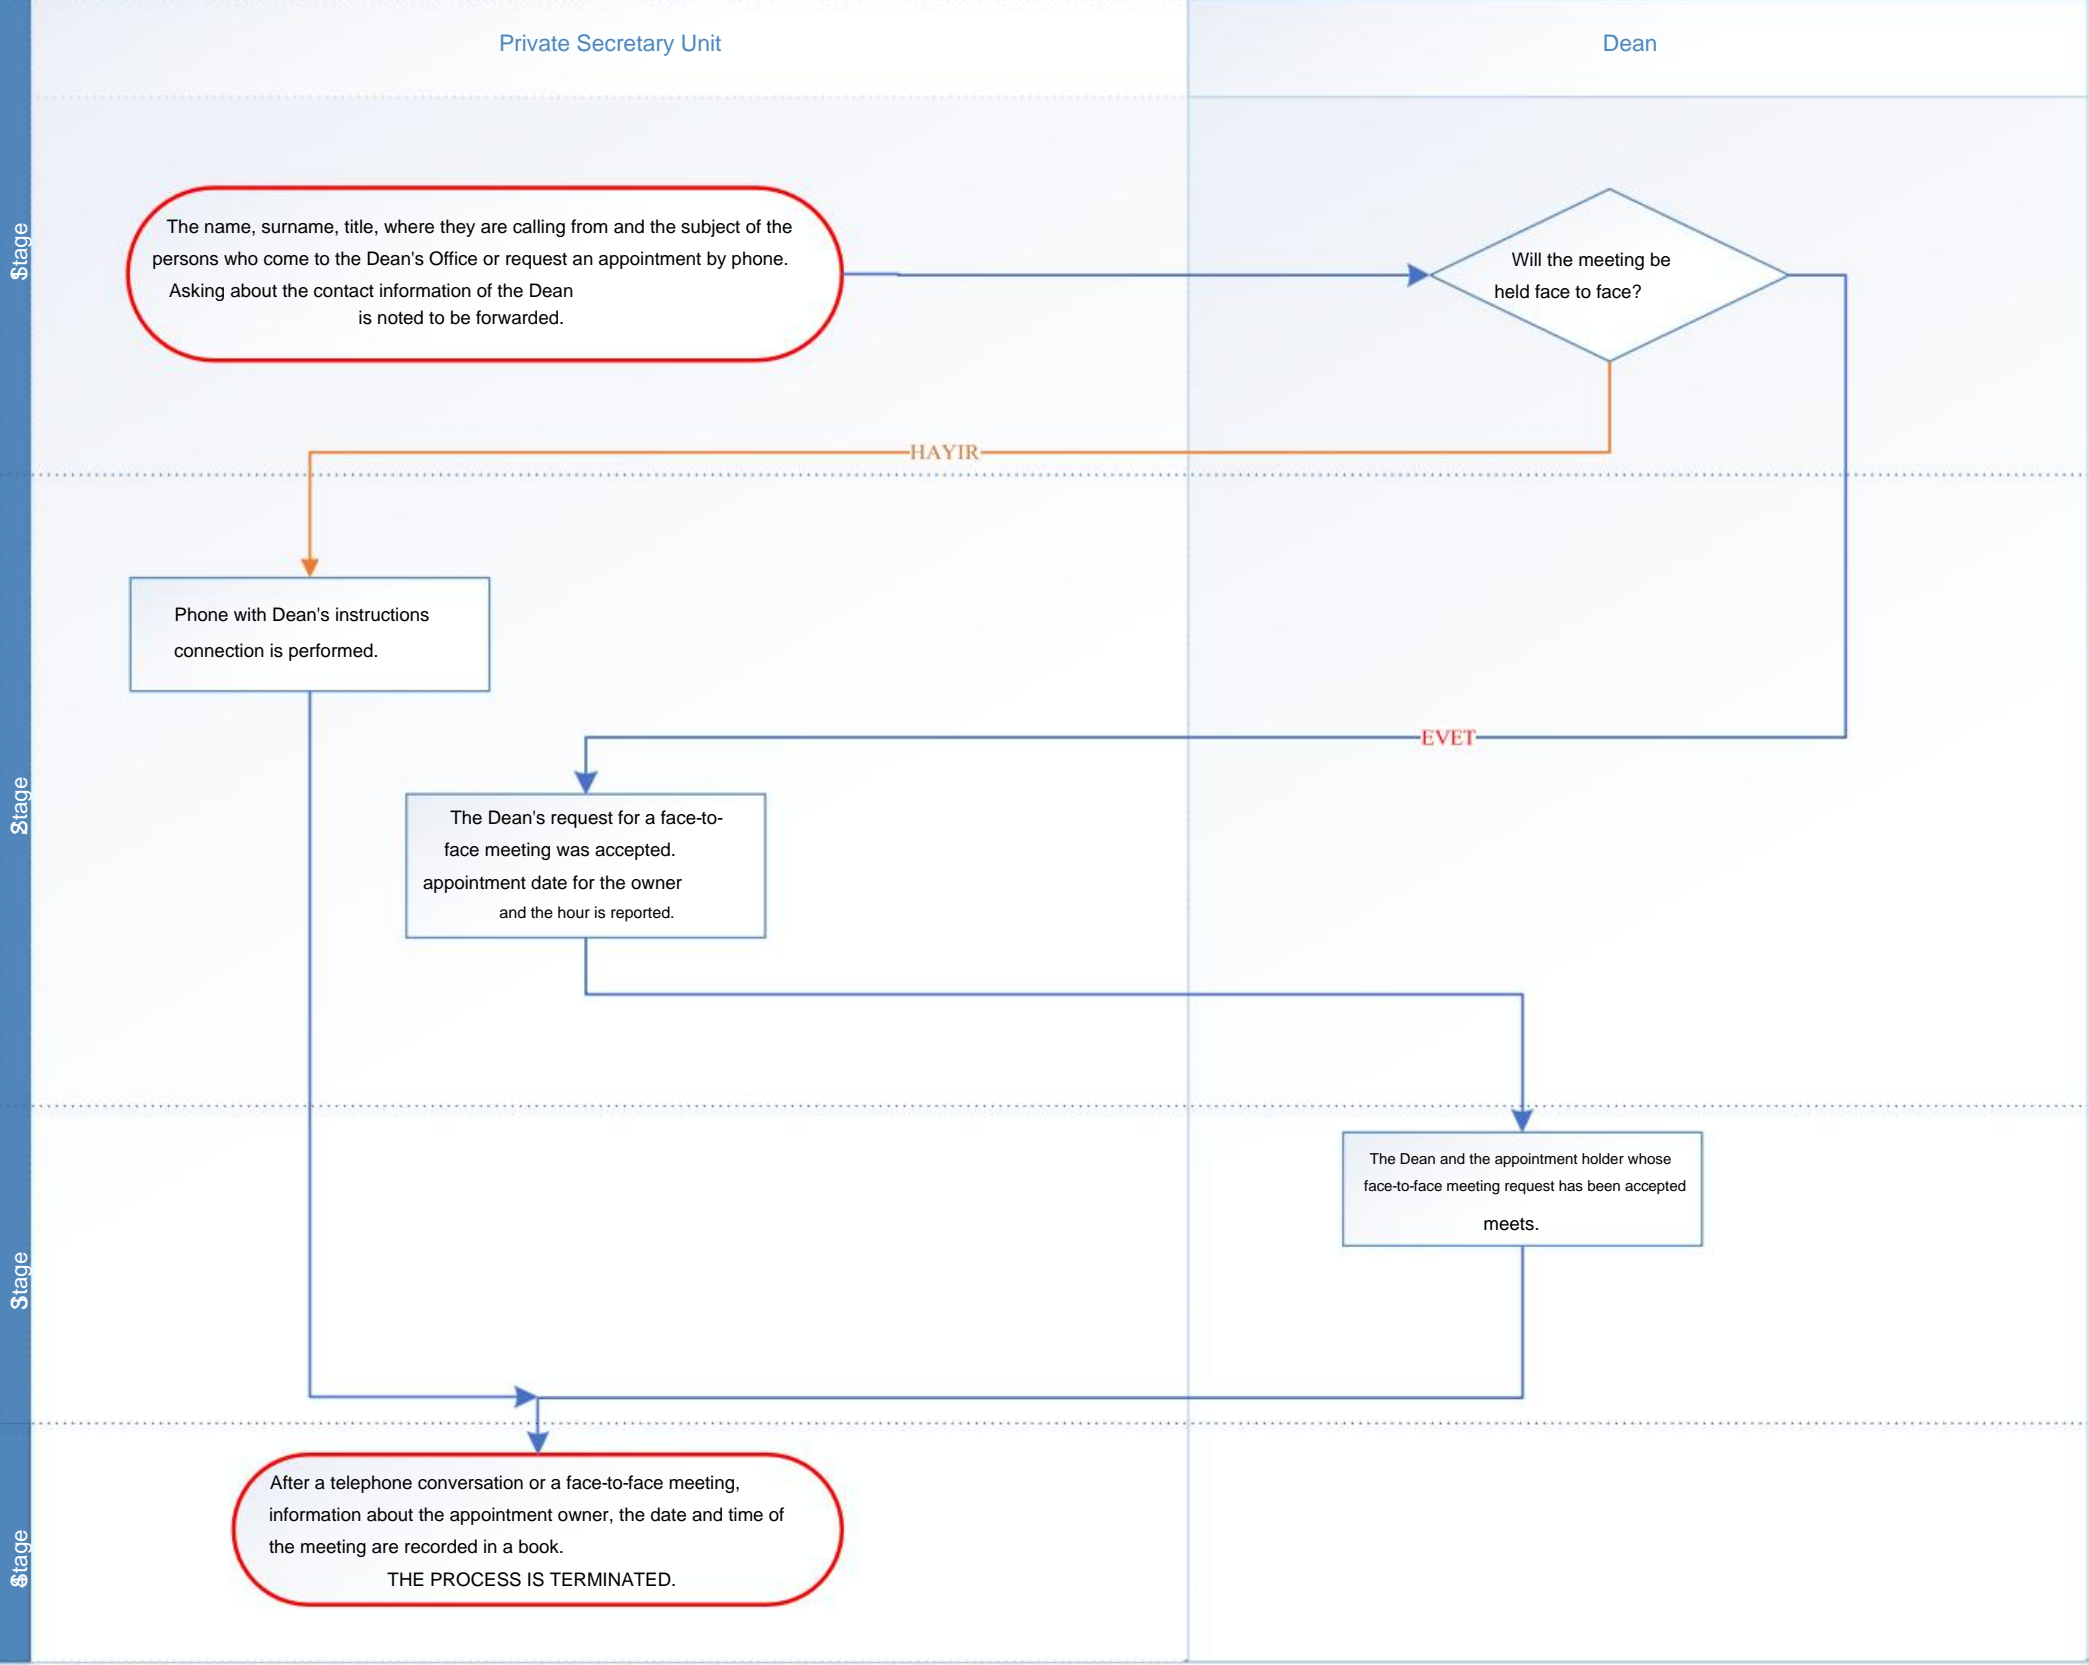 Private Secretary Unit
Dean
Stage
The name, surname, title, where they are calling from and the subject of the
persons who come to the Dean's Office or request an appointment by phone.
Asking about the contact information of the Dean
is noted to be forwarded.
Will the meeting be
held face to face?
HAYIR
Stage
Phone with Dean's instructions
connection is performed.
EVET
The Dean's request for a face-to-
face meeting was accepted.
appointment date for the owner
and the hour is reported.
Stage
The Dean and the appointment holder whose
face-to-face meeting request has been accepted
meets.
Stage
After a telephone conversation or a face-to-face meeting,
information about the appointment owner, the date and time of
the meeting are recorded in a book.
THE PROCESS IS TERMINATED.